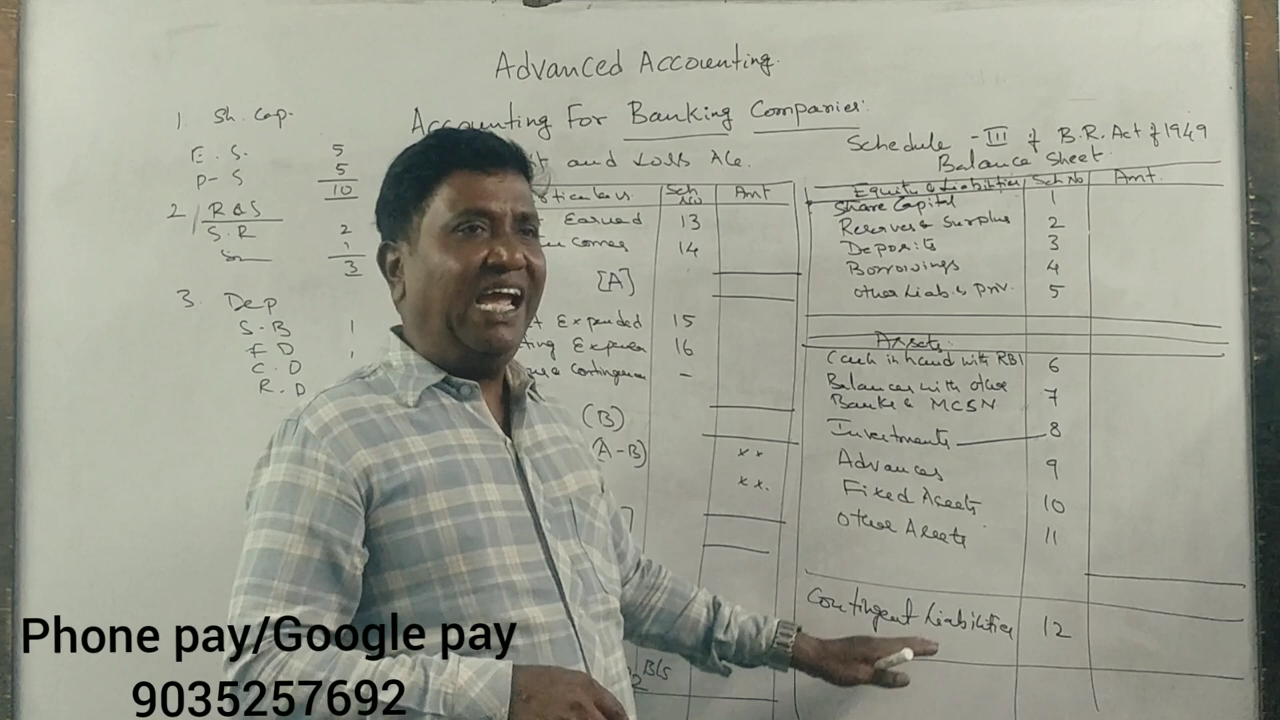 Advanced Accounting.
Accounting For Banking Companies:
1 Sh. Cap.
E. S. 5
P- S 5
10
2 R & S
S. R 2
1
3
3. Dep
S. B 1
F D 1
C. D
R. D
and Loss A/c.
Sch No Amt
Earned 13
14
[A]
Expended 15
16
Contingencies -
(B)
(A-B) x x
x x.
B/S
Schedule - III of B.R. Act of 1949
Balance Sheet.
Equity & Liabilities Sch No Amt.
Share Capital 1
Reserves & Surplus 2
Deposits 3
Borrowings 4
Other Liab. & Prov. 5
Assets.
Cash in hand with RBI 6
Balances with other
Banks & MCSN 7
Investments 8
Advances 9
Fixed Assets 10
Other Assets 11
Contingent Liabilities 12
Phone pay/Google pay
9035257692